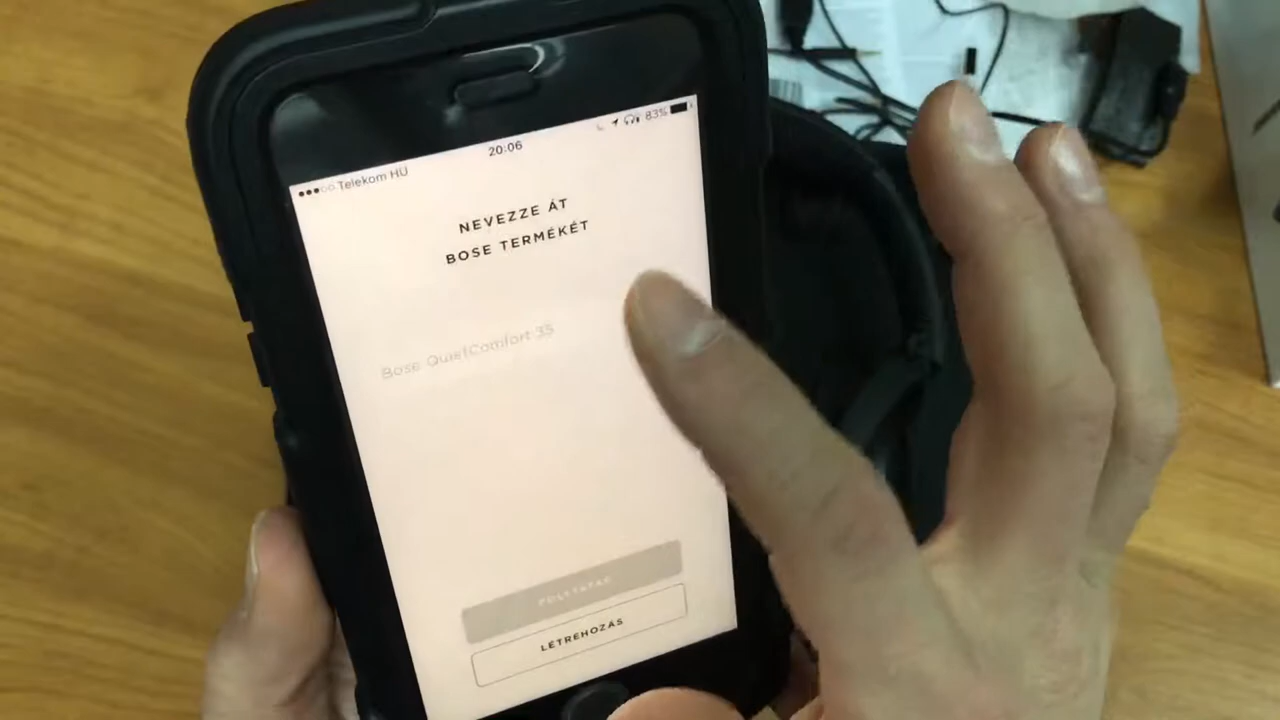 Telekom HU
20:06
83%
NEVEZZE ÁT
BOSE TERMÉKÉT
Bose QuietComfort 35
LÉTREHOZÁS